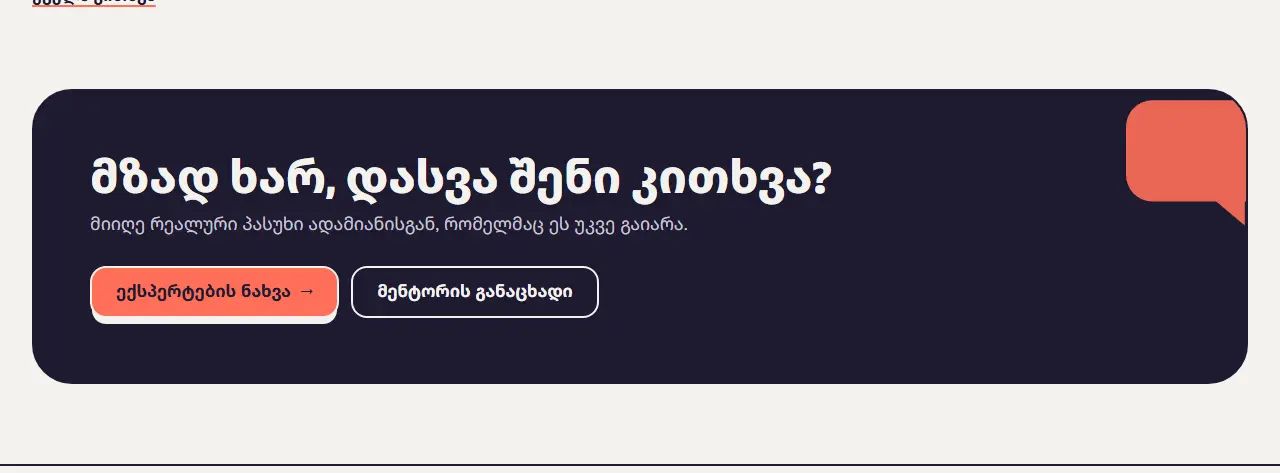 მზად ხარ, დასვა შენი კითხვა?
მიიღე რეალური პასუხი ადამიანისგან, რომელმაც ეს უკვე გაიარა.
ექსპერტების ნახვა →
მენტორის განაცხადი